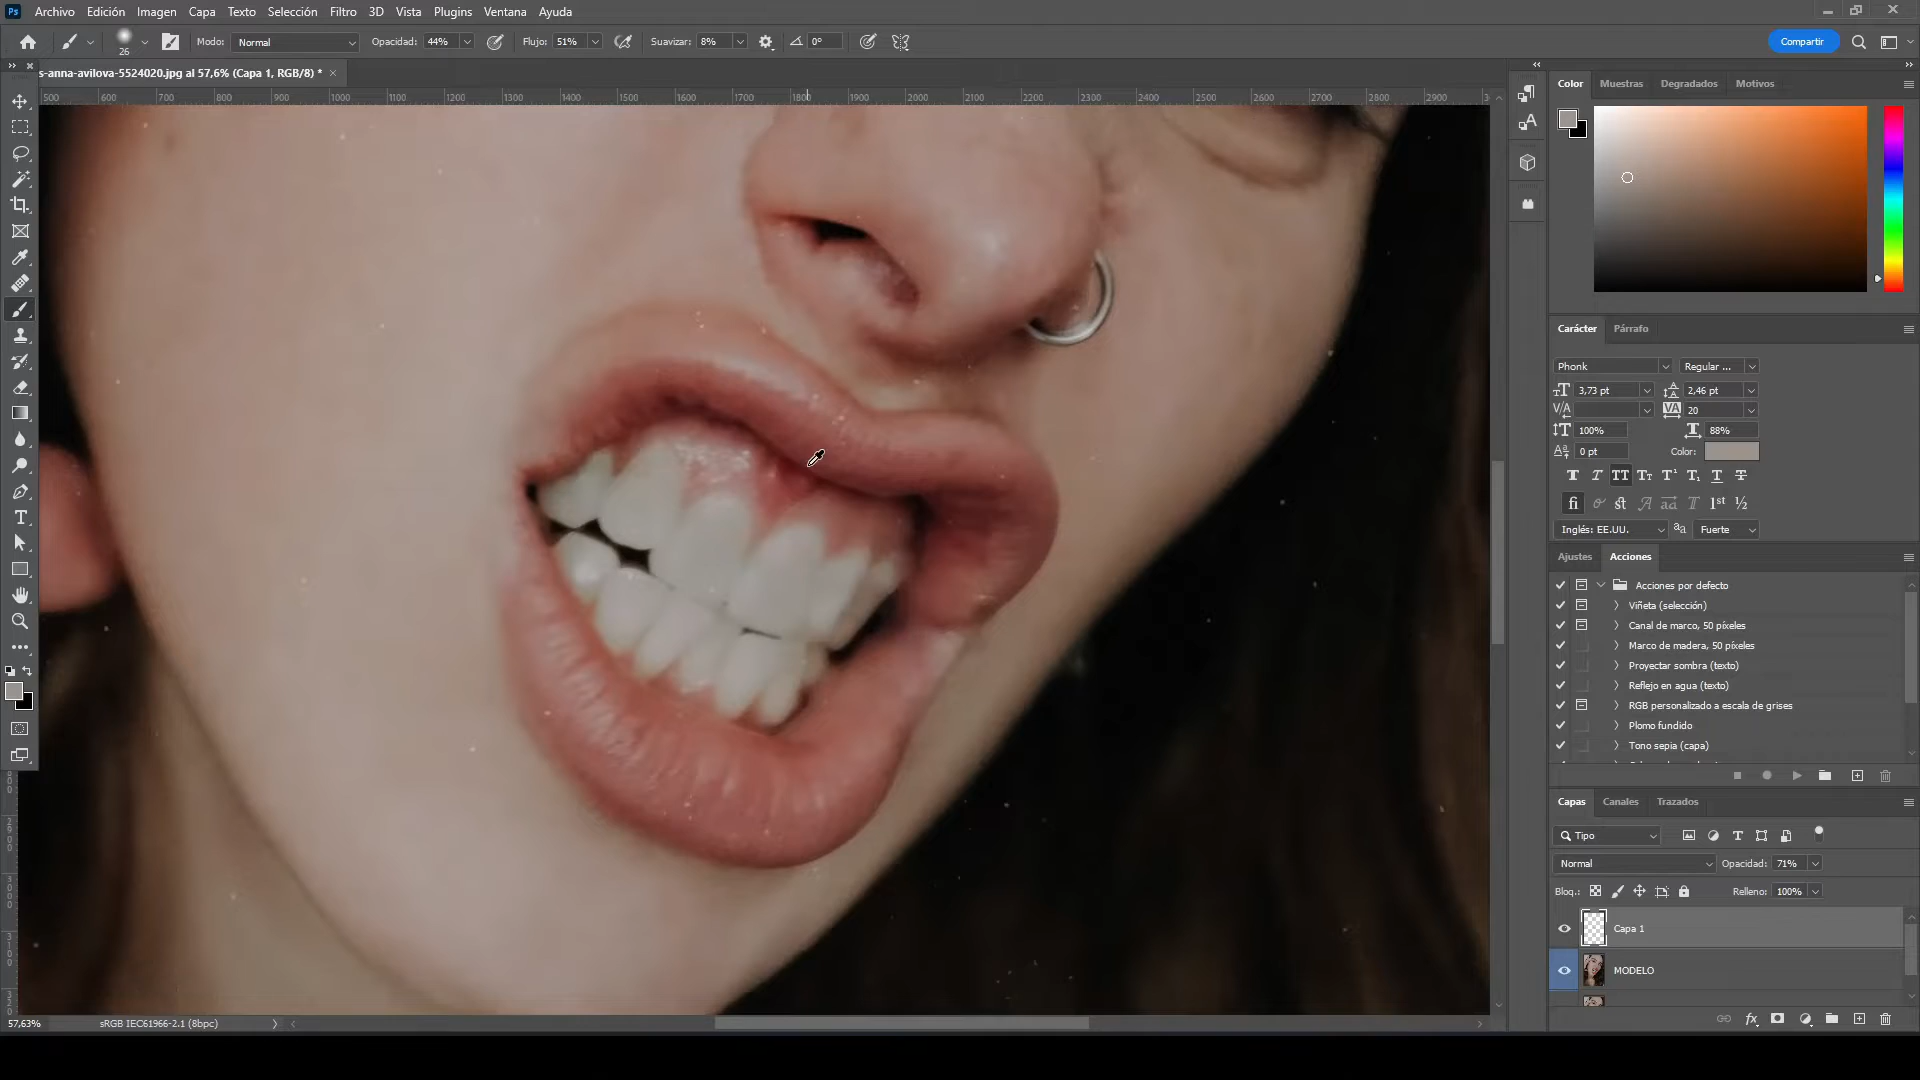 Ps Archivo Edición Imagen Capa Texto Selección Filtro 3D Vista Plugins Ventana Ayuda
26 Modo: Normal Opacidad: 44% Flujo: 51% Suavizar: 8% 0° Compartir
s-anna-avilova-5524020.jpg al 57,6% (Capa 1, RGB/8) * ×
500 600 700 800 900 1000 1100 1200 1300 1400 1500 1600 1700 1800 1900 2000 2100 2200 2300 2400 2500 2600 2700 2800 2900
Color Muestras Degradados Motivos
Carácter Párrafo
Phonk Regular ...
3,73 pt 2,46 pt
20
100% 88%
0 pt Color:
Inglés: EE.UU. Fuerte
Ajustes Acciones
Acciones por defecto
Viñeta (selección)
Canal de marco, 50 píxeles
Marco de madera, 50 píxeles
Proyectar sombra (texto)
Reflejo en agua (texto)
RGB personalizado a escala de grises
Plomo fundido
Tono sepia (capa)
Capas Canales Trazados
Tipo
Normal Opacidad: 71%
Bloq.: Relleno: 100%
Capa 1
MODELO
57,63% sRGB IEC61966-2.1 (8bpc)